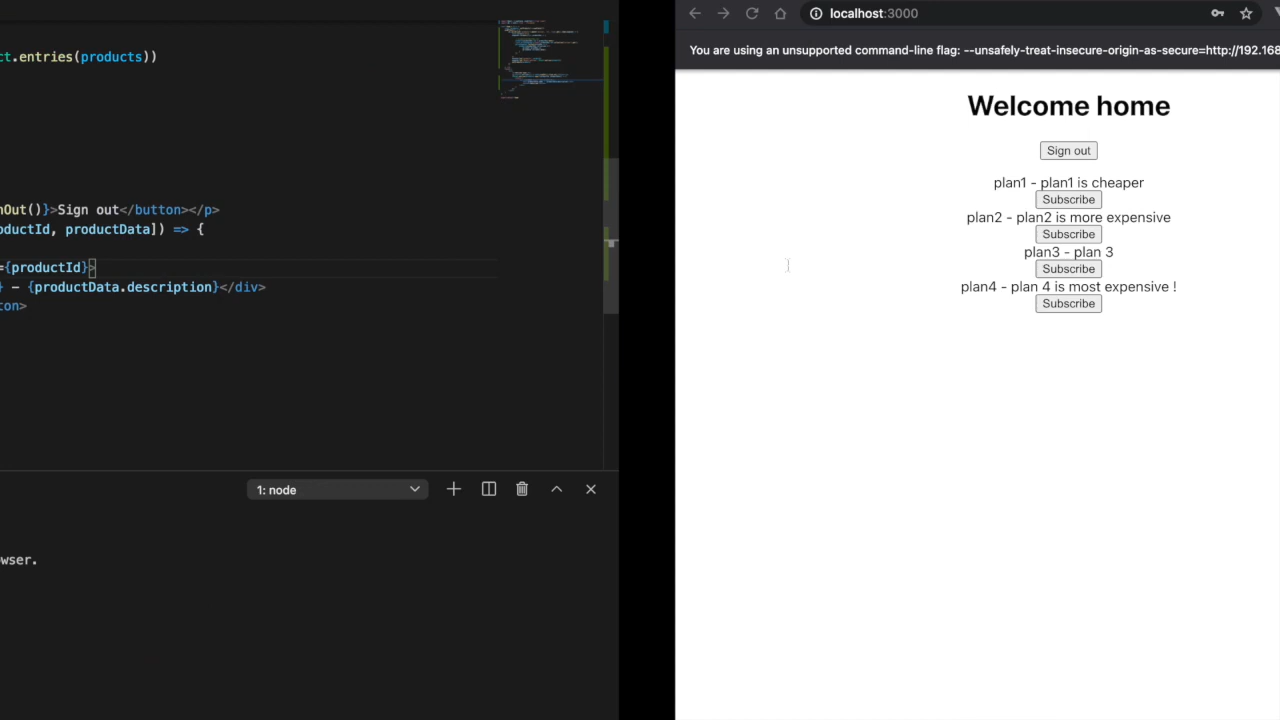 ct.entries(products))
nOut()}>Sign out</button></p>
oductId, productData]) => {
={productId}>
} - {productData.description}</div>
ton>
1: node
wser.
localhost:3000
You are using an unsupported command-line flag: --unsafely-treat-insecure-origin-as-secure=http://192.168
Welcome home
Sign out
plan1 - plan1 is cheaper
Subscribe
plan2 - plan2 is more expensive
Subscribe
plan3 - plan 3
Subscribe
plan4 - plan 4 is most expensive !
Subscribe